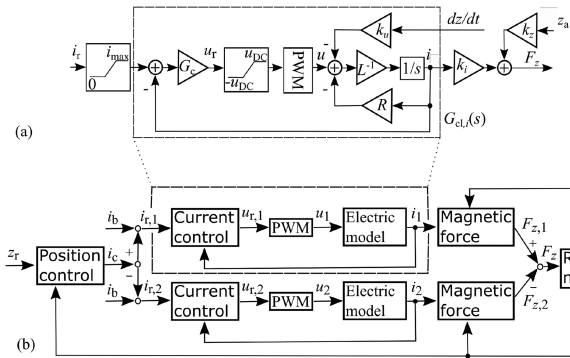 k_u dz/dt k_z z_a
i_r i_max 0 G_c u_r u_DC -u_DC PWM u - - L^-1 1/s i k_i F_z
- R
(a) G_cl,i(s)
i_b i_r,1 Current control u_r,1 PWM u_1 Electric model i_1 Magnetic force F_z,1
z_r Position control i_c + - + F_z
i_b i_r,2 Current control u_r,2 PWM u_2 Electric model i_2 Magnetic force - F_z,2
(b)